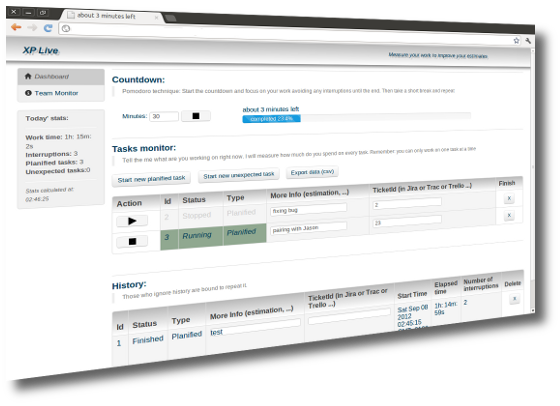 about 3 minutes left
XP-Live
Measure your work to improve your estimates
Dashboard
Team Monitor
Today' stats:
Work time: 1h: 15m:
2s
Interruptions: 3
Planified tasks: 3
Unexpected tasks:0
Stats calculated at:
02:46:25
Countdown:
Pomodoro technique: Start the countdown and focus on your work avoiding any interruptions until the end. Then take a short break and repeat
Minutes: 30
about 3 minutes left
Tasks monitor:
Tell the me what are you working on right now. I will measure how much do you spend on every task. Remember: you can only work on one task at a time
Start new planified task
Start new unexpected task
Export data (csv)
Action Id Status Type More Info (estimation, ...) TicketId (in Jira or Trac or Trello ...) Finish
2 Stopped Planified fixing bug 2 x
3 Running Planified pairing with Jason 23 x
History:
Those who ignore history are bound to repeat it.
Id Status Type More Info (estimation, ...) TicketId (in Jira or Trac or Trello ...) Start Time Elapsed time Number of interruptions Delete
1 Finished Planified test Sat Sep 08 2012 02:45:15 1h: 14m: 59s 2 x